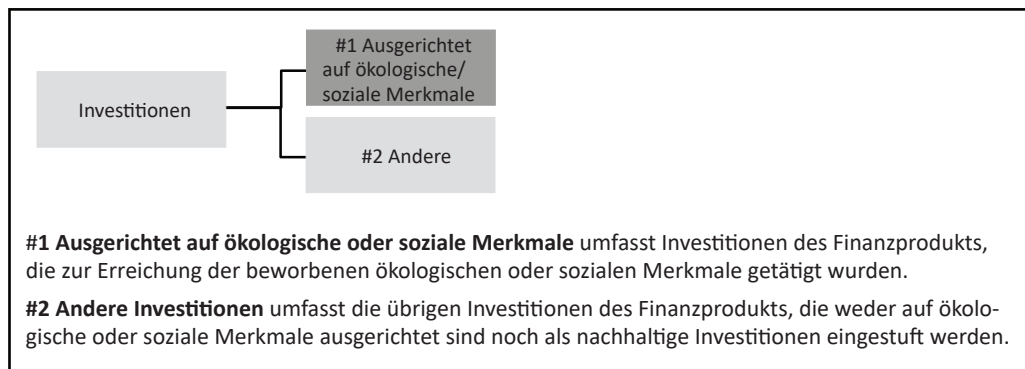 #1 Ausgerichtet
auf ökologische/
soziale Merkmale
Investitionen
#2 Andere
#1 Ausgerichtet auf ökologische oder soziale Merkmale umfasst Investitionen des Finanzprodukts,
die zur Erreichung der beworbenen ökologischen oder sozialen Merkmale getätigt wurden.
#2 Andere Investitionen umfasst die übrigen Investitionen des Finanzprodukts, die weder auf ökolo-
gische oder soziale Merkmale ausgerichtet sind noch als nachhaltige Investitionen eingestuft werden.